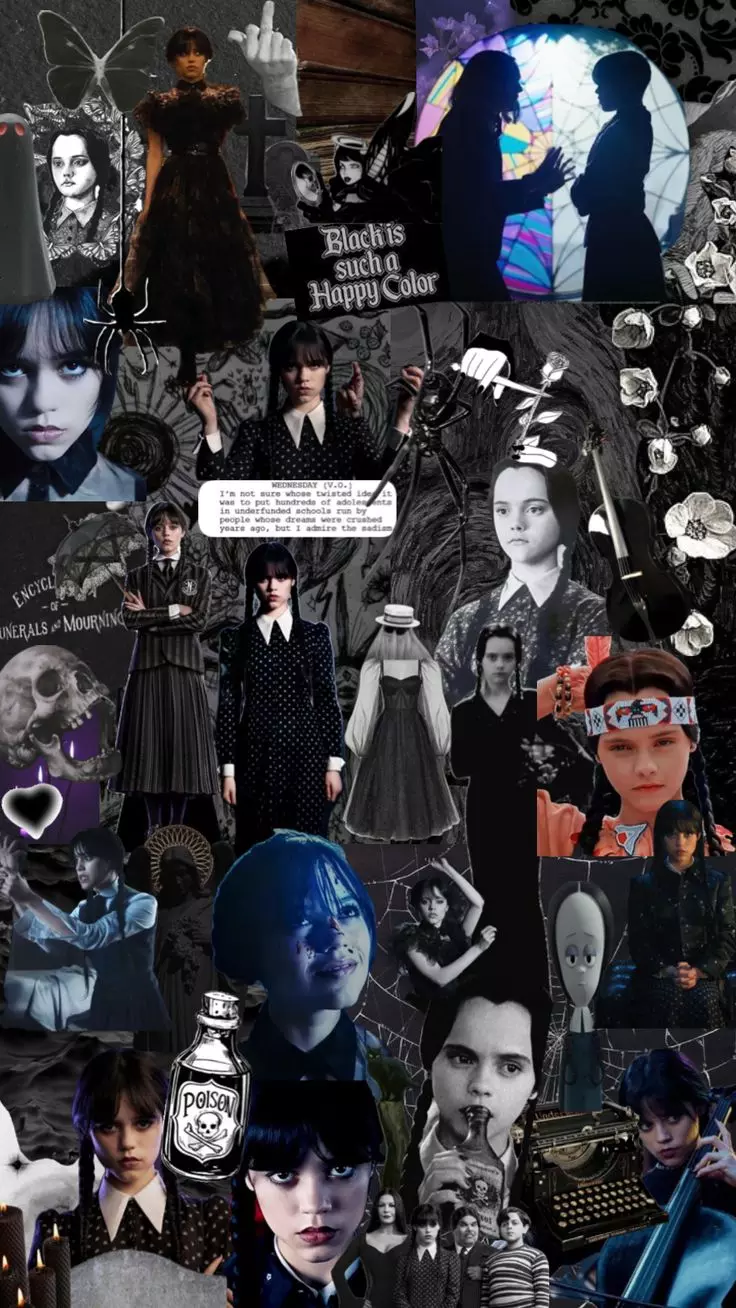 Black is
such a
Happy Color
WEDNESDAY (V.O.)
I'm not sure whose twisted idea it
was to put hundreds of adolescents
in underfunded schools run by
people whose dreams were crushed
years ago, but I admire the sadism
ENCYCL
- OF -
UNERALS AND MOURNING
POISON